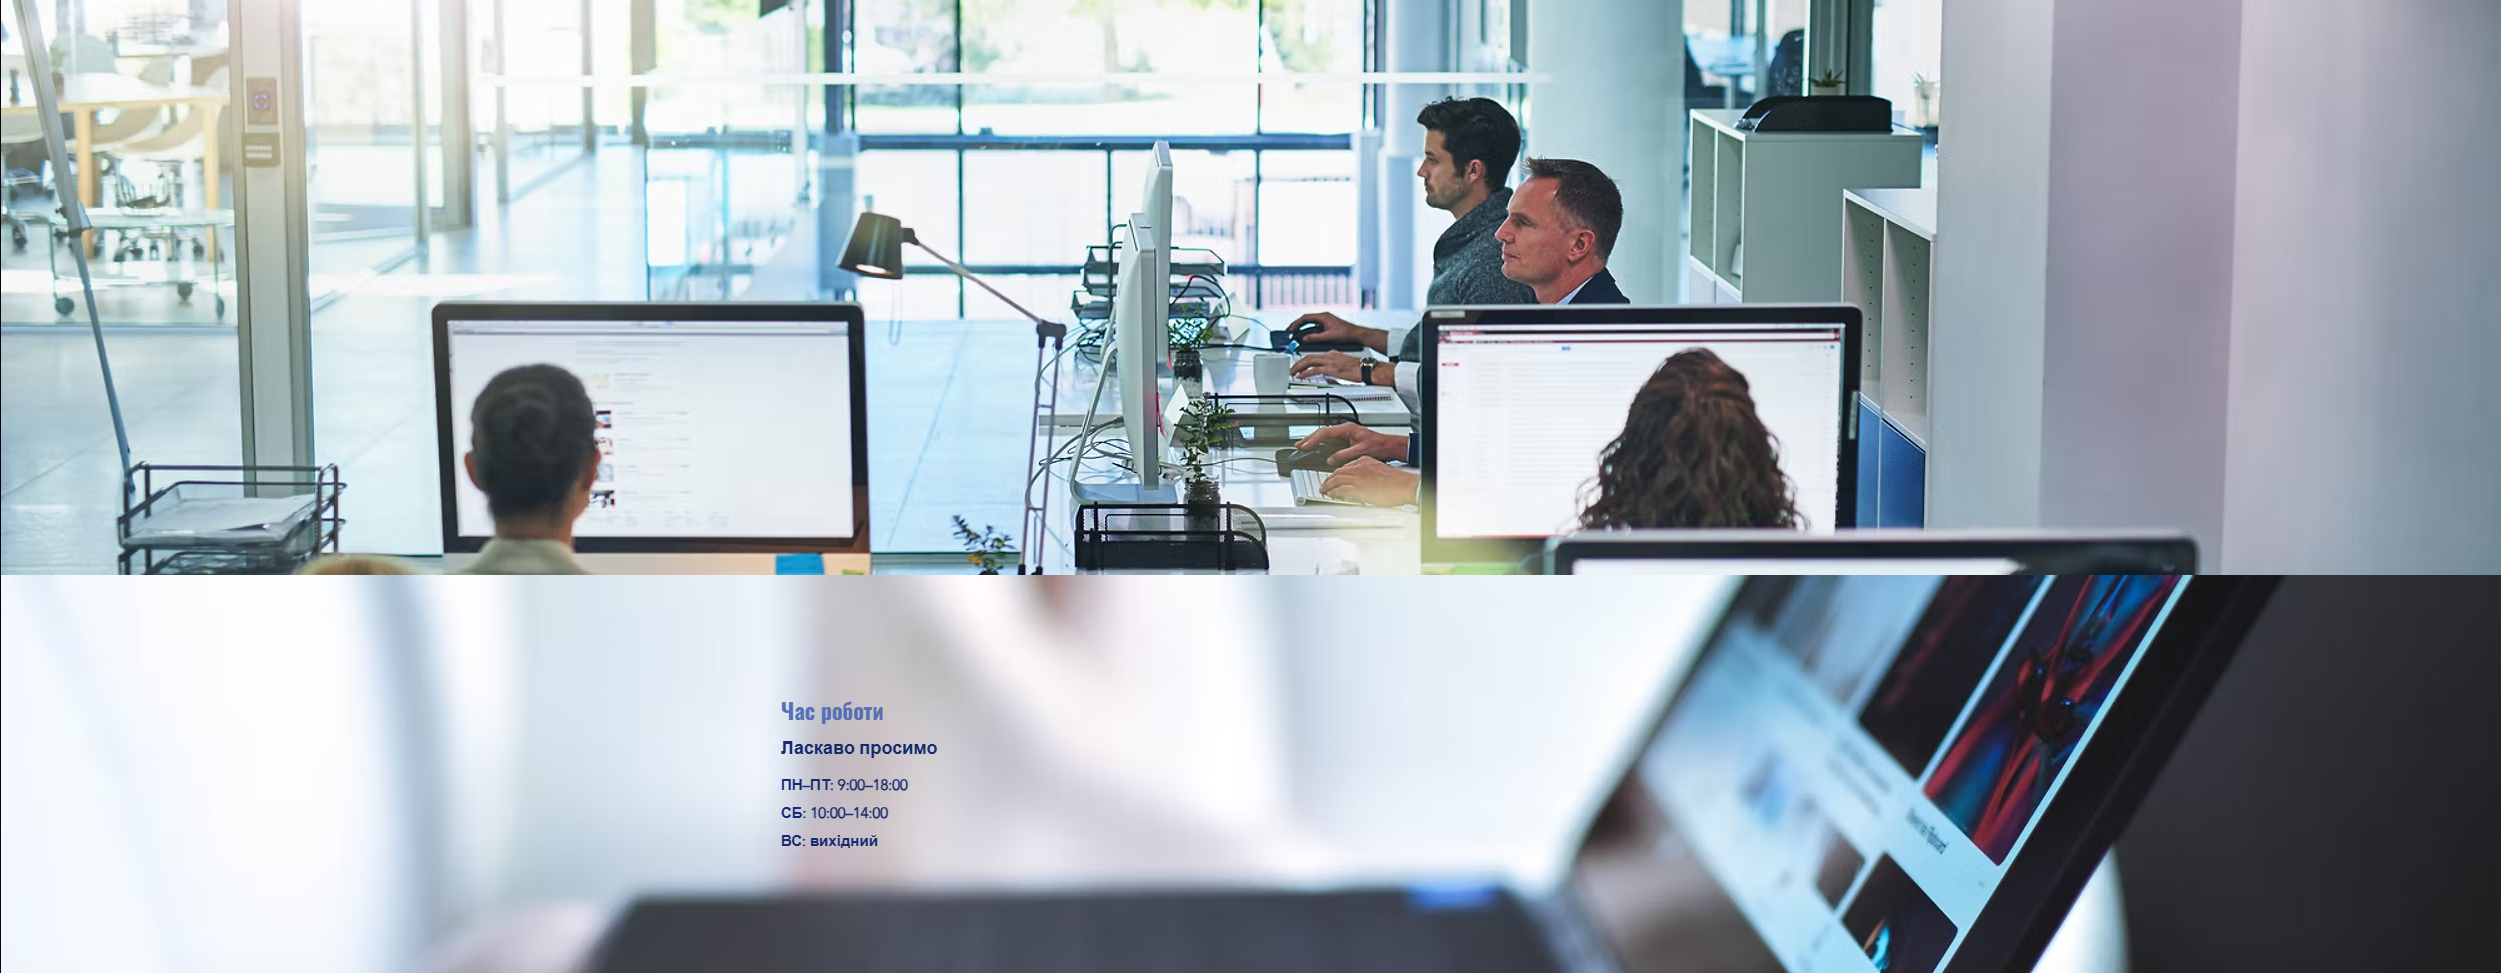 Час роботи
Ласкаво просимо
ПН–ПТ: 9:00–18:00
СБ: 10:00–14:00
ВС: вихідний